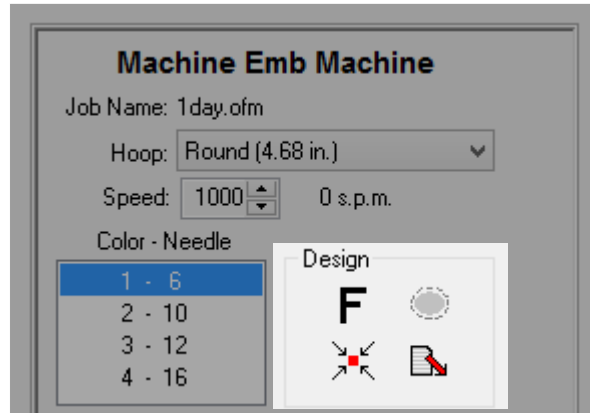 Machine Emb Machine
Job Name: 1day.ofm
Hoop: Round (4.68 in.)
Speed: 1000 0 s.p.m.
Color - Needle
1 - 6
2 - 10
3 - 12
4 - 16
Design
F